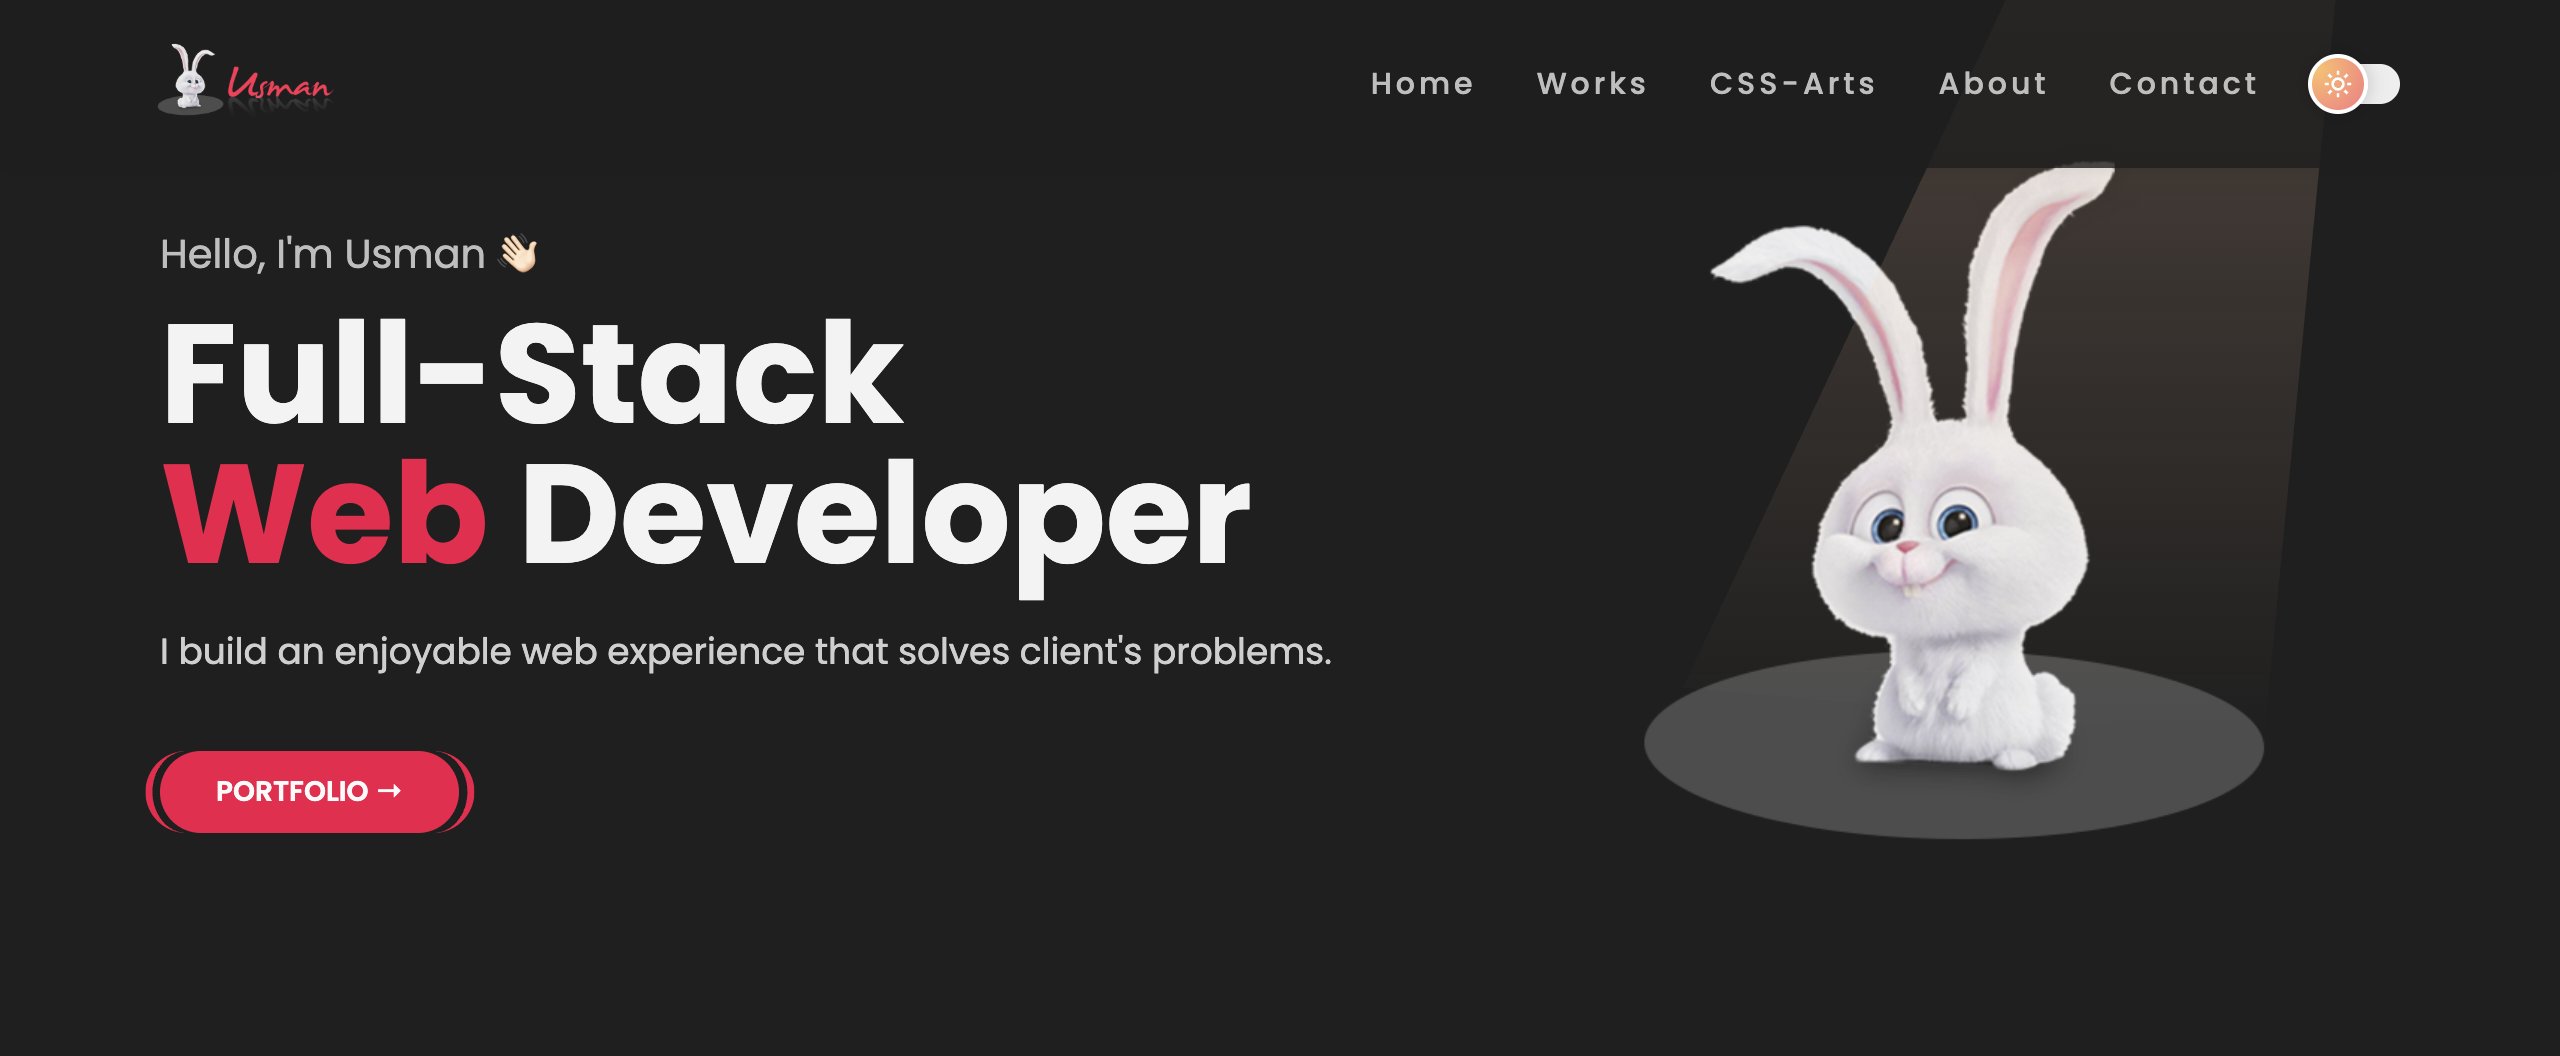 Usman
Home Works CSS-Arts About Contact
Hello, I'm Usman 👋🏻
Full-Stack
Web Developer
I build an enjoyable web experience that solves client's problems.
PORTFOLIO →